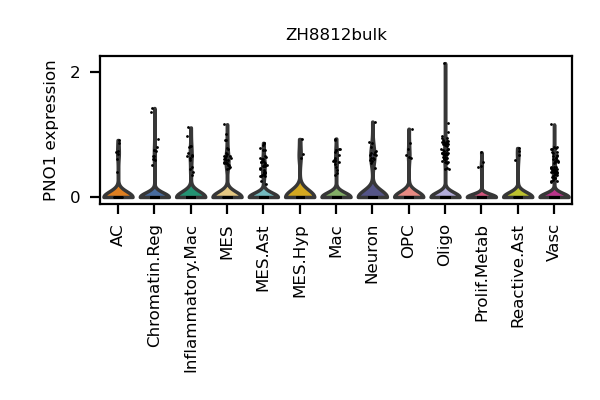 ZH8812bulk
PNO1 expression
2
0
AC
Chromatin.Reg
Inflammatory.Mac
MES
MES.Ast
MES.Hyp
Mac
Neuron
OPC
Oligo
Prolif.Metab
Reactive.Ast
Vasc